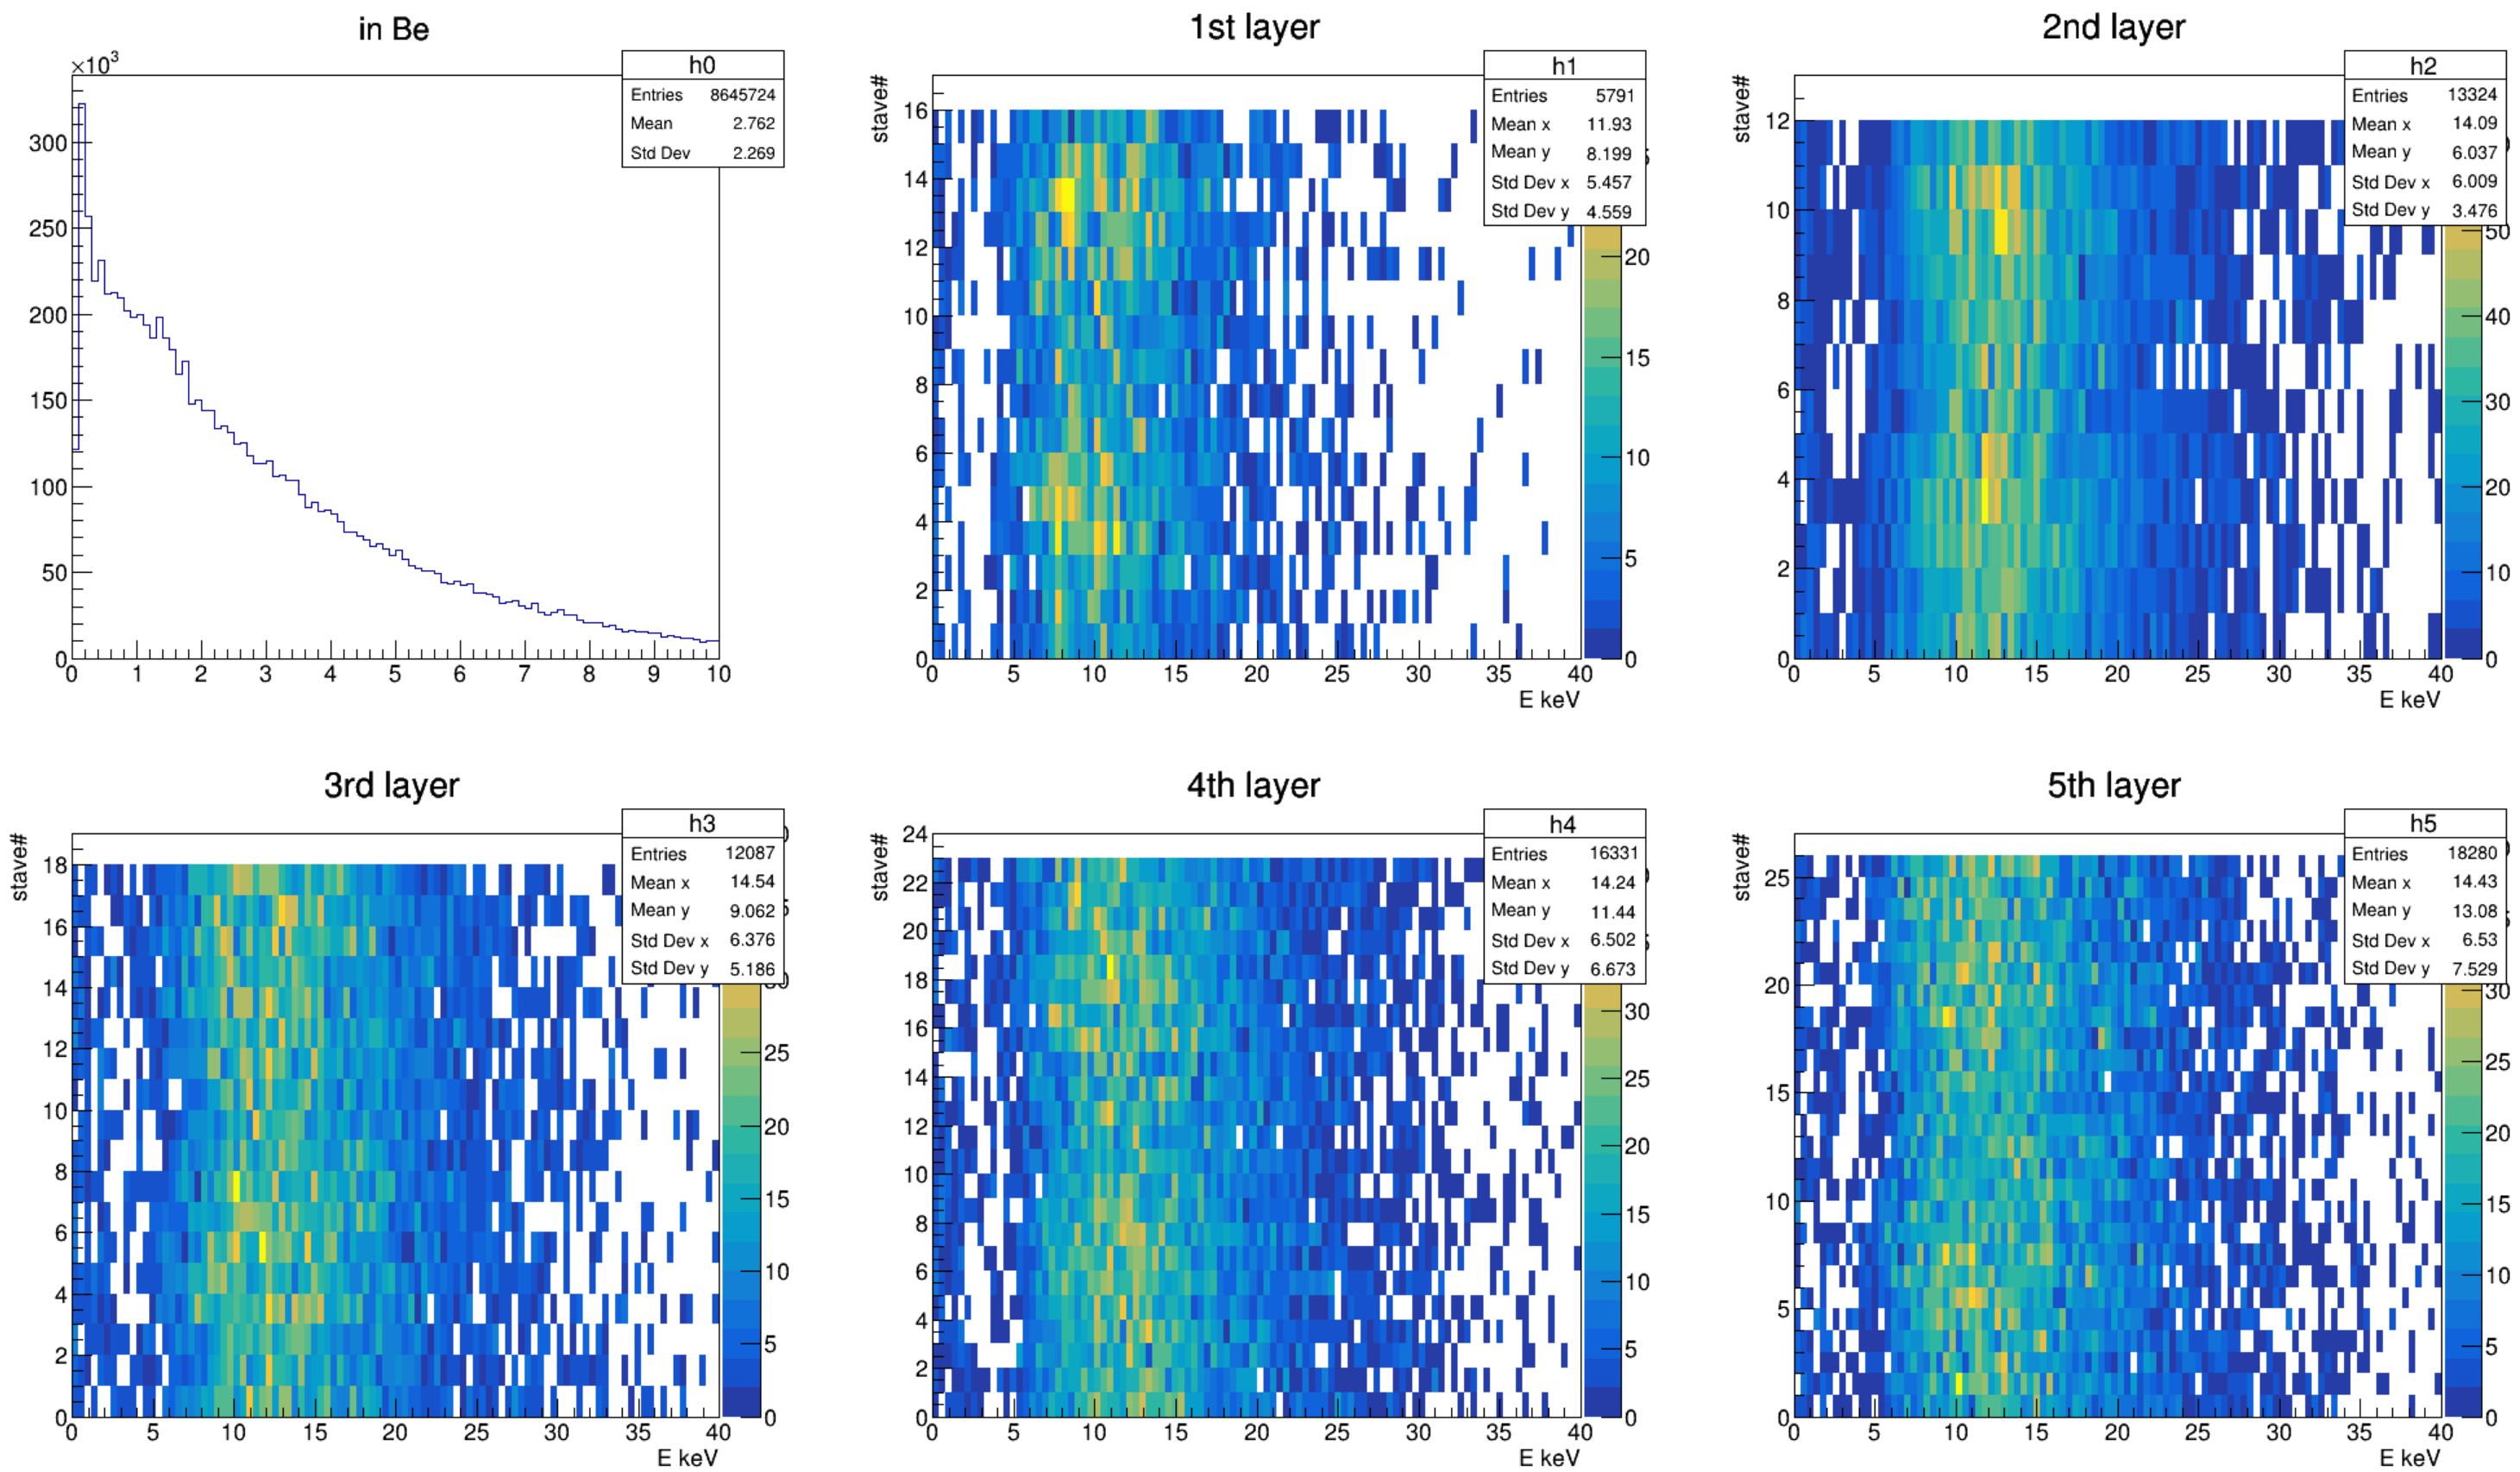 in Be
×10³
h0
Entries 8645724
Mean 2.762
Std Dev 2.269
300
250
200
150
100
50
0
0 1 2 3 4 5 6 7 8 9 10
1st layer
stave#
h1
Entries 5791
Mean x 11.93
Mean y 8.199
Std Dev x 5.457
Std Dev y 4.559
16
14
12
10
8
6
4
2
0
0 5 10 15 20 25 30 35 40
E keV
20
15
10
5
0
2nd layer
stave#
h2
Entries 13324
Mean x 14.09
Mean y 6.037
Std Dev x 6.009
Std Dev y 3.476
12
10
8
6
4
2
0
0 5 10 15 20 25 30 35 40
E keV
50
40
30
20
10
0
3rd layer
stave#
h3
Entries 12087
Mean x 14.54
Mean y 9.062
Std Dev x 6.376
Std Dev y 5.186
18
16
14
12
10
8
6
4
2
0
0 5 10 15 20 25 30 35 40
E keV
25
20
15
10
5
0
4th layer
stave#
h4
Entries 16331
Mean x 14.24
Mean y 11.44
Std Dev x 6.502
Std Dev y 6.673
24
22
20
18
16
14
12
10
8
6
4
2
0
0 5 10 15 20 25 30 35 40
E keV
30
25
20
15
10
5
0
5th layer
stave#
h5
Entries 18280
Mean x 14.43
Mean y 13.08
Std Dev x 6.53
Std Dev y 7.529
25
20
15
10
5
0
0 5 10 15 20 25 30 35 40
E keV
30
25
20
15
10
5
0